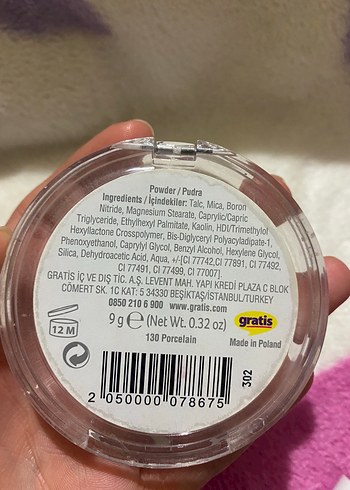 Powder / Pudra
Ingredients / İçindekiler: Talc, Mica, Boron
Nitride, Magnesium Stearate, Caprylic/Capric
Triglyceride, Ethylhexyl Palmitate, Kaolin, HDI/Trimethylol
Hexyllactone Crosspolymer, Bis-Diglyceryl Polyacyladipate-1,
Phenoxyethanol, Caprylyl Glycol, Benzyl Alcohol, Hexylene Glycol,
Silica, Dehydroacetic Acid, Aqua, +/-[CI 77742,CI 77891, CI 77492,
CI 77491, CI 77499, CI 77007].
GRATİS İÇ VE DIŞ TİC. A.Ş. LEVENT MAH. YAPI KREDİ PLAZA C BLOK
CÖMERT SK. 1C KAT: 5 34330 BEŞİKTAŞ/İSTANBUL/TURKEY
0850 210 6 900 www.gratis.com
9 g e (Net Wt. 0.32 oz)
gratis
12 M
130 Porcelain
Made in Poland
302
2 050000 078675